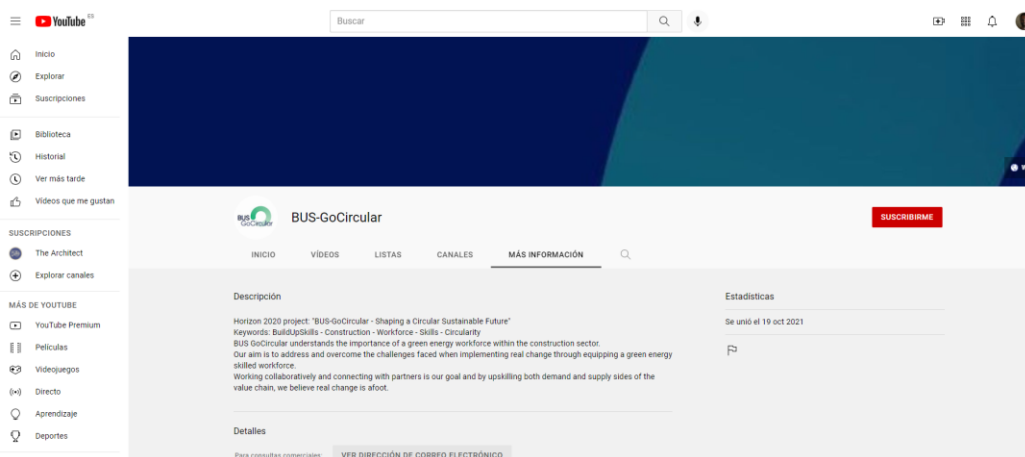 YouTube ES
Buscar
Inicio
Explorar
Suscripciones
Biblioteca
Historial
Ver más tarde
Vídeos que me gustan
SUSCRIPCIONES
The Architect
Explorar canales
MÁS DE YOUTUBE
YouTube Premium
Películas
Videojuegos
Directo
Aprendizaje
Deportes
BUS
GoCircular
BUS-GoCircular
SUSCRIBIRME
INICIO VÍDEOS LISTAS CANALES MÁS INFORMACIÓN
Descripción
Horizon 2020 project: "BUS-GoCircular - Shaping a Circular Sustainable Future"
Keywords: BuildUpSkills - Construction - Workforce - Skills - Circularity
BUS GoCircular understands the importance of a green energy workforce within the construction sector.
Our aim is to address and overcome the challenges faced when implementing real change through equipping a green energy
skilled workforce.
Working collaboratively and connecting with partners is our goal and by upskilling both demand and supply sides of the
value chain, we believe real change is afoot.
Estadísticas
Se unió el 19 oct 2021
Detalles
Para consultas comerciales: VER DIRECCIÓN DE CORREO ELECTRÓNICO